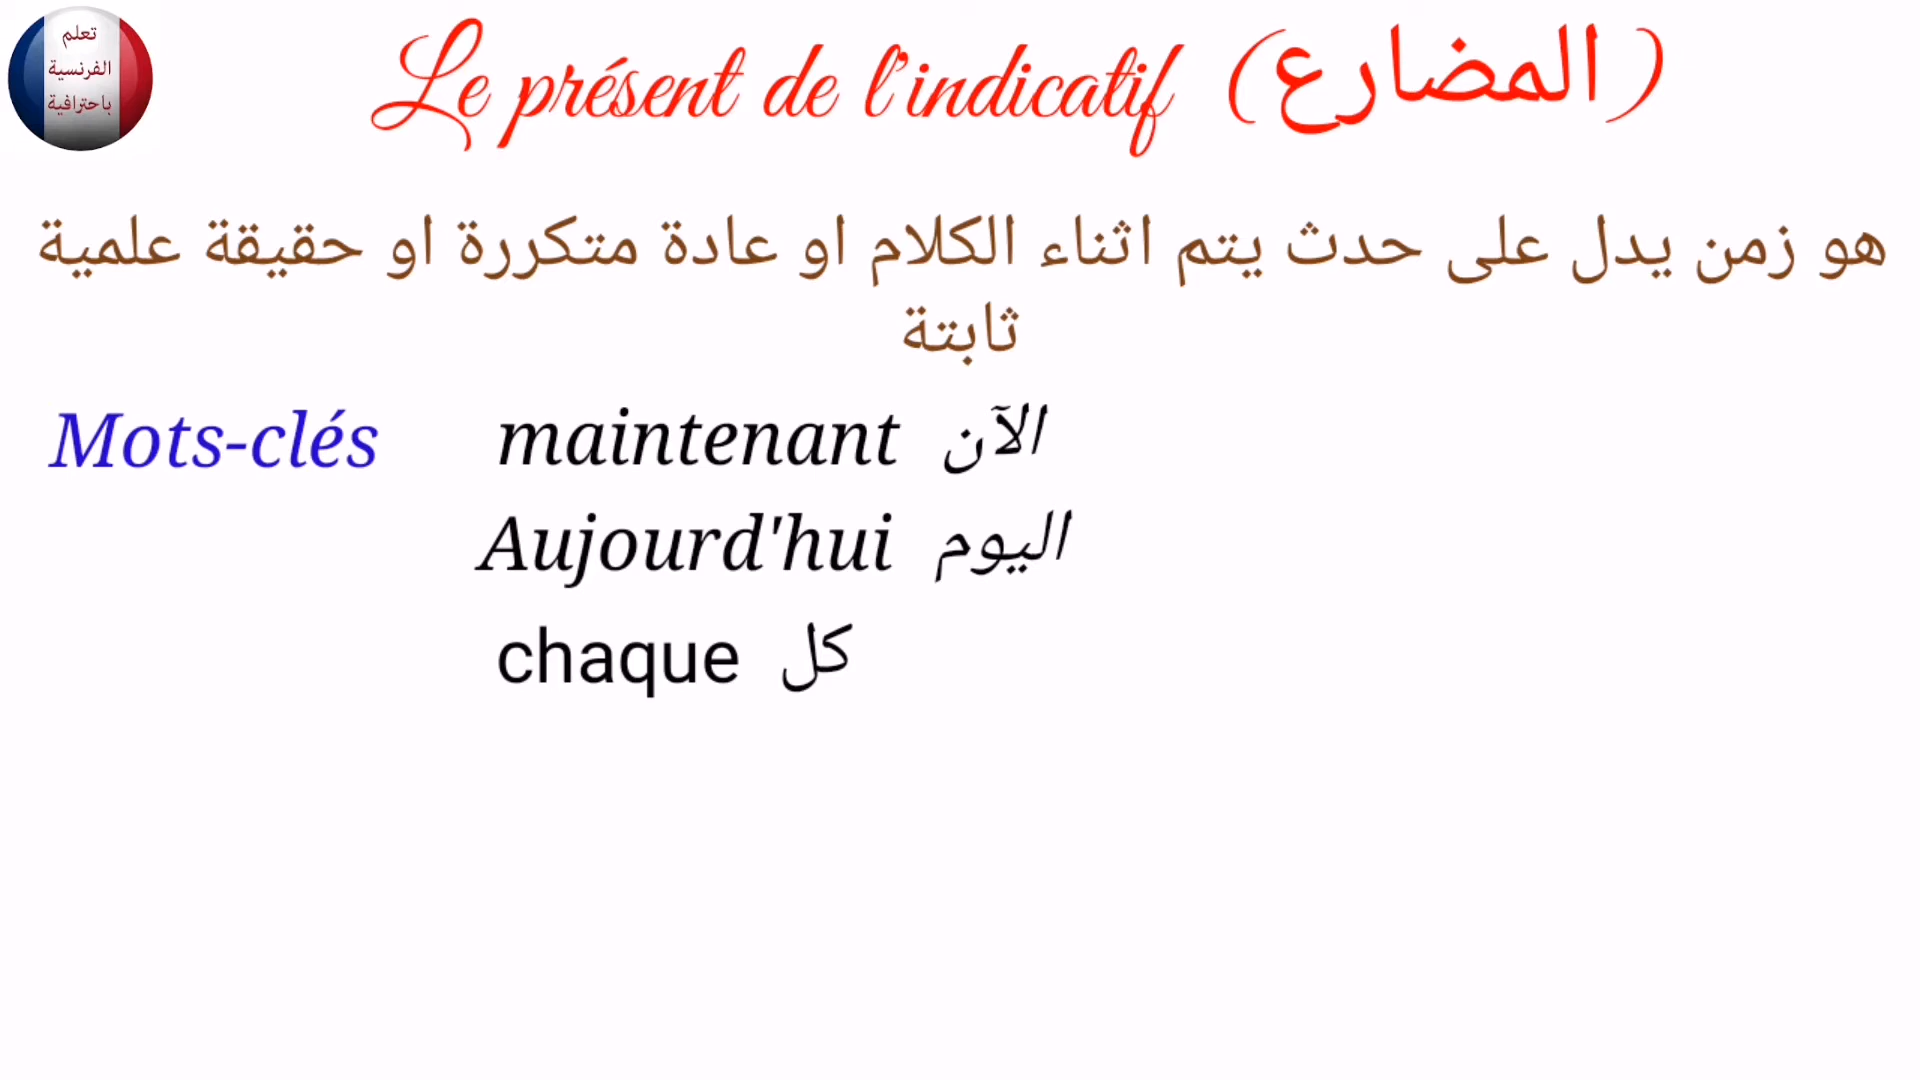 تعلم
الفرنسية
باحترافية
Le présent de l'indicatif (المضارع)
هو زمن يدل على حدث يتم اثناء الكلام او عادة متكررة او حقيقة علمية
ثابتة
Mots-clés maintenant الآن
Aujourd'hui اليوم
chaque كل